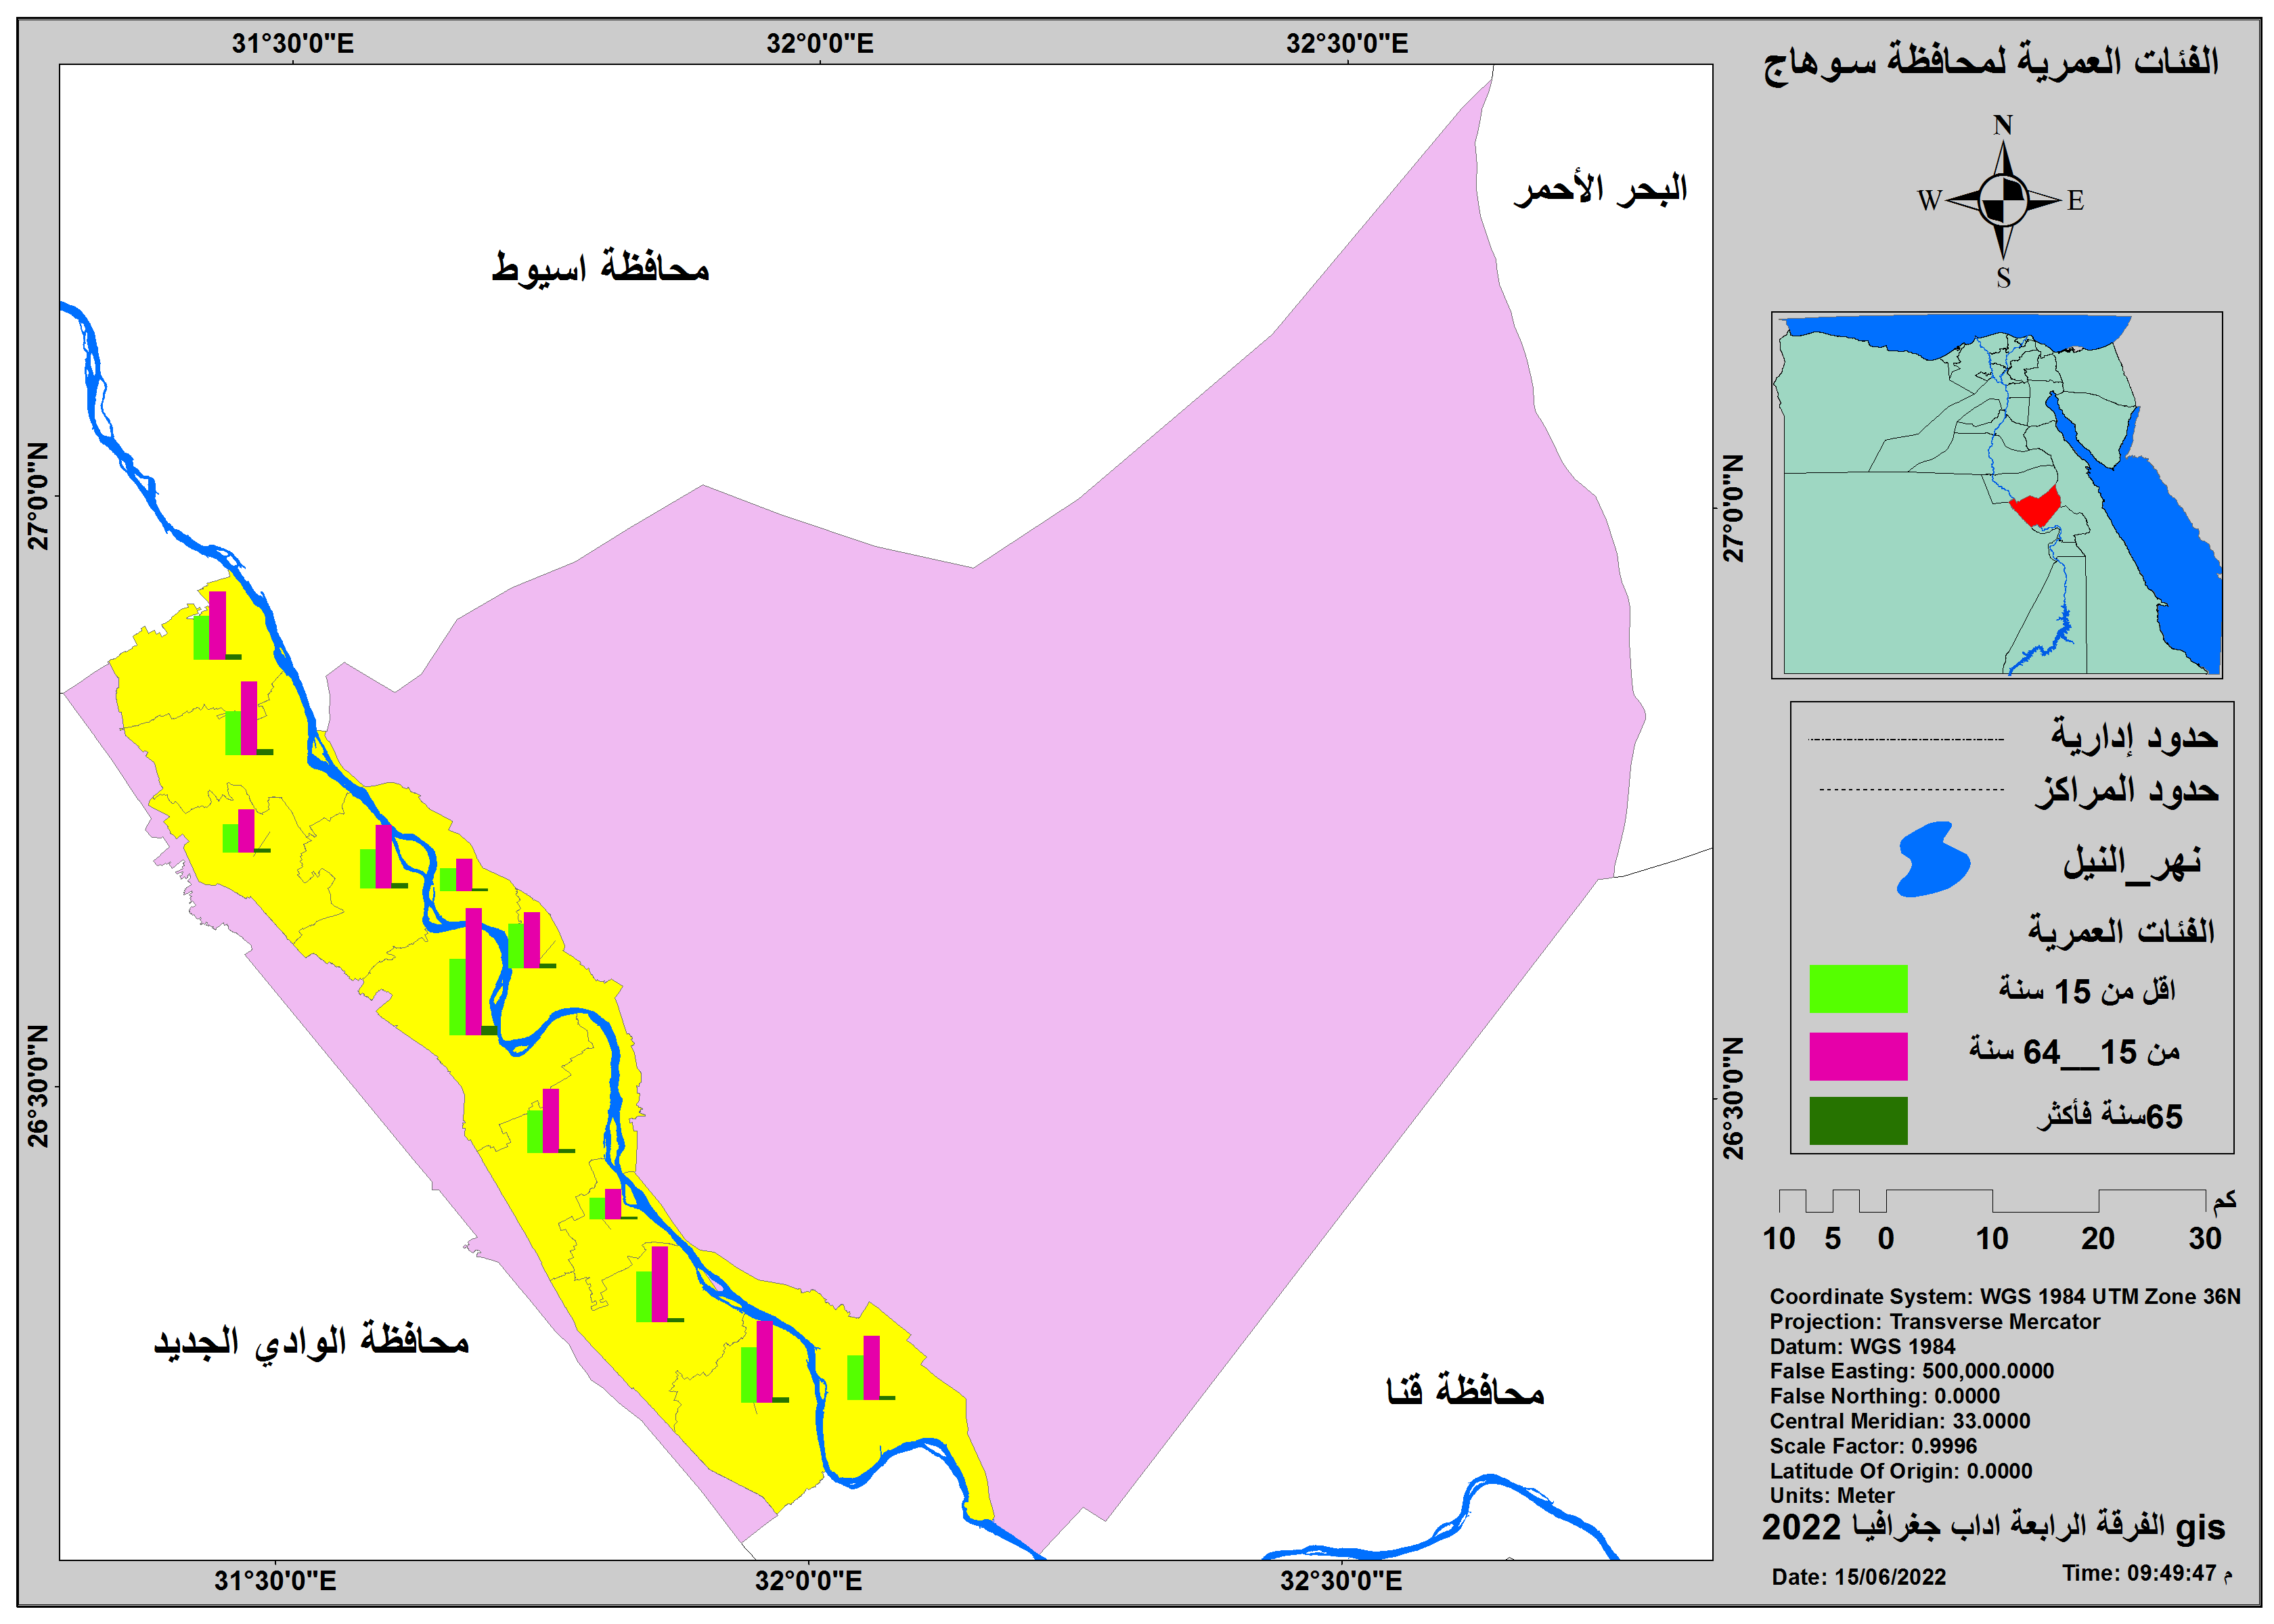 الفئات العمرية لمحافظة سوهاج
31°30'0"E
32°0'0"E
32°30'0"E
N
W
E
S
البحر الأحمر
محافظة اسيوط
27°0'0"N
27°0'0"N
26°30'0"N
26°30'0"N
محافظة الوادي الجديد
محافظة قنا
31°30'0"E
32°0'0"E
32°30'0"E
حدود إدارية
حدود المراكز
نهر_النيل
الفئات العمرية
اقل من 15 سنة
من 15__64 سنة
65سنة فأكثر
كم
10 5 0 10 20 30
Coordinate System: WGS 1984 UTM Zone 36N
Projection: Transverse Mercator
Datum: WGS 1984
False Easting: 500,000.0000
False Northing: 0.0000
Central Meridian: 33.0000
Scale Factor: 0.9996
Latitude Of Origin: 0.0000
Units: Meter
gis الفرقة الرابعة اداب جغرافيا 2022
Date: 15/06/2022
Time: 09:49:47 م